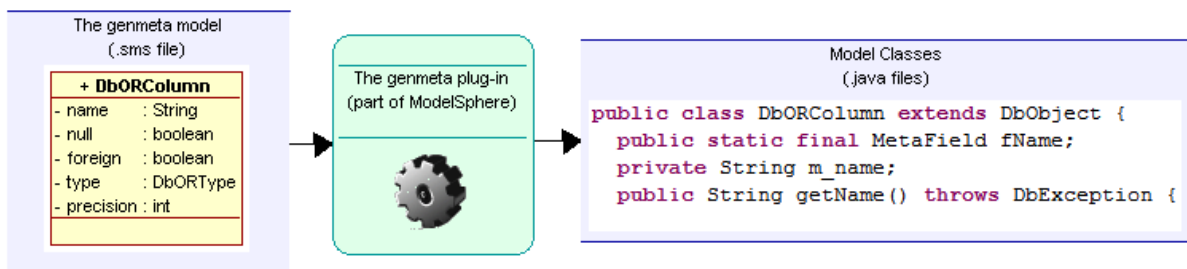 The genmeta model
(.sms file)
+ DbORColumn
- name : String
- null : boolean
- foreign : boolean
- type : DbORType
- precision : int
The genmeta plug-in
(part of ModelSphere)
Model Classes
(.java files)
public class DbORColumn extends DbObject {
public static final MetaField fName;
private String m_name;
public String getName() throws DbException {